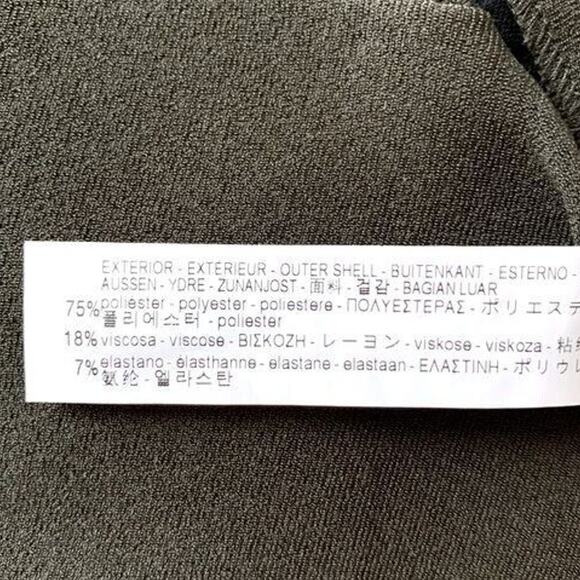 EXTERIOR - EXTÉRIEUR - OUTER SHELL - BUITENKANT - ESTERNO -
AUSSEN - YDRE - ZUNANJOST - 面料 - 겉감 - BAGIAN LUAR
75% poliéster - polyester - poliestere - ΠΟΛΥΕΣΤΕΡΑΣ - ポリエステ
폴리에스터 - poliester
18% viscosa - viscose - ΒΙΣΚΟΖΗ - レーヨン - viskose - viskoza - 粘
7% elastano - élasthanne - elastane - elastaan - ΕΛΑΣΤΙΝΗ - ポリウレ
氨纶 - 엘라스탄